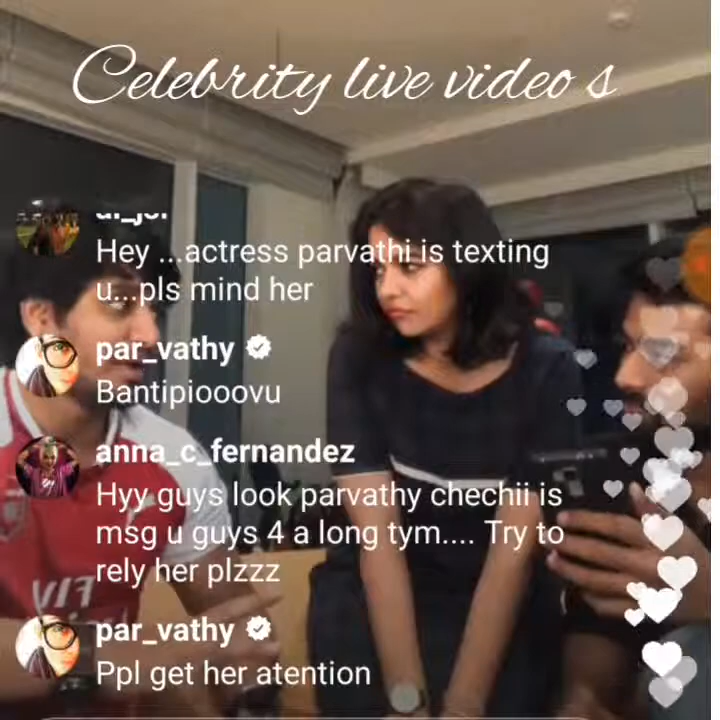 Celebrity live video s
Hey ...actress parvathi is texting
u...pls mind her
par_vathy
Bantipiooovu
anna_c_fernandez
Hyy guys look parvathy chechii is
msg u guys 4 a long tym.... Try to
rely her plzzz
par_vathy
Ppl get her atention